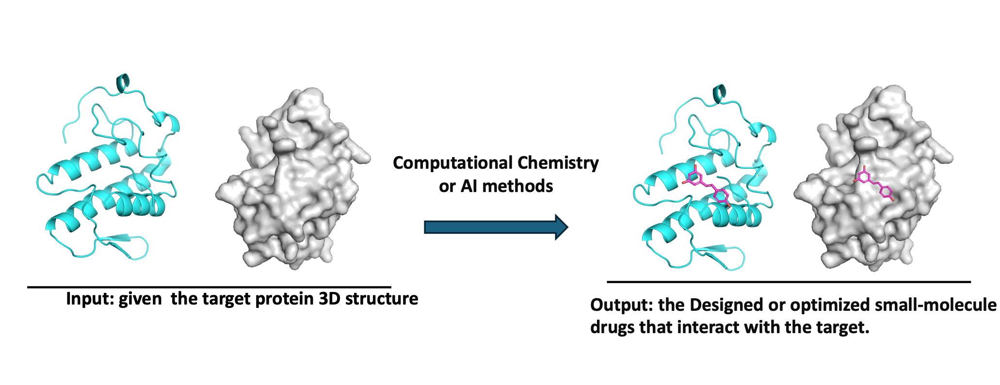 Computational Chemistry
or AI methods
Input: given  the target protein 3D structure
Output: the Designed or optimized small-molecule
drugs that interact with the target.